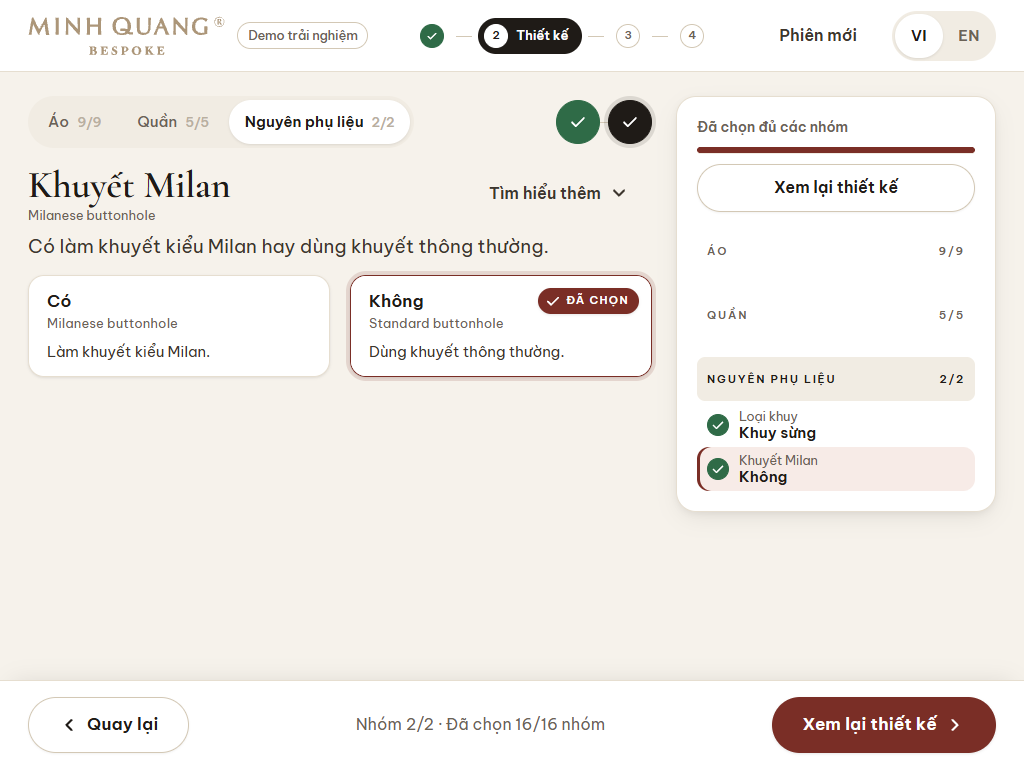 MINH QUANG®
BESPOKE
Demo trải nghiệm
2 Thiết kế
3
4
Phiên mới
VI
EN
Áo 9/9
Quần 5/5
Nguyên phụ liệu 2/2
Khuyết Milan
Milanese buttonhole
Tìm hiểu thêm
Có làm khuyết kiểu Milan hay dùng khuyết thông thường.
Có
Milanese buttonhole
Làm khuyết kiểu Milan.
Không
ĐÃ CHỌN
Standard buttonhole
Dùng khuyết thông thường.
Đã chọn đủ các nhóm
Xem lại thiết kế
ÁO 9/9
QUẦN 5/5
NGUYÊN PHỤ LIỆU 2/2
Loại khuy
Khuy sừng
Khuyết Milan
Không
Quay lại
Nhóm 2/2 · Đã chọn 16/16 nhóm
Xem lại thiết kế